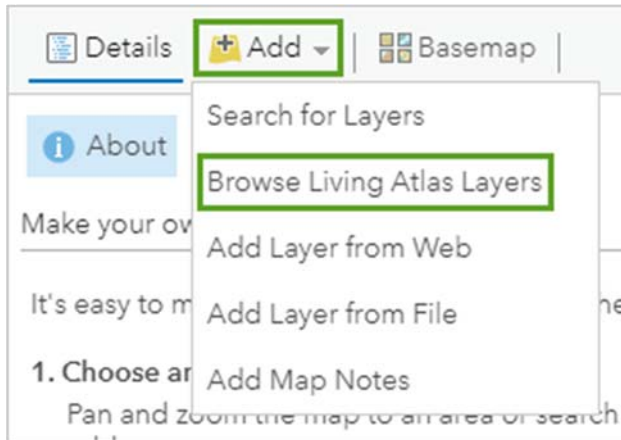 Details Add Basemap
Search for Layers
About
Browse Living Atlas Layers
Make your
Add Layer from Web
It's easy to
Add Layer from File
1. Choose
Add Map Notes
Pan and zoom the map to an area or search